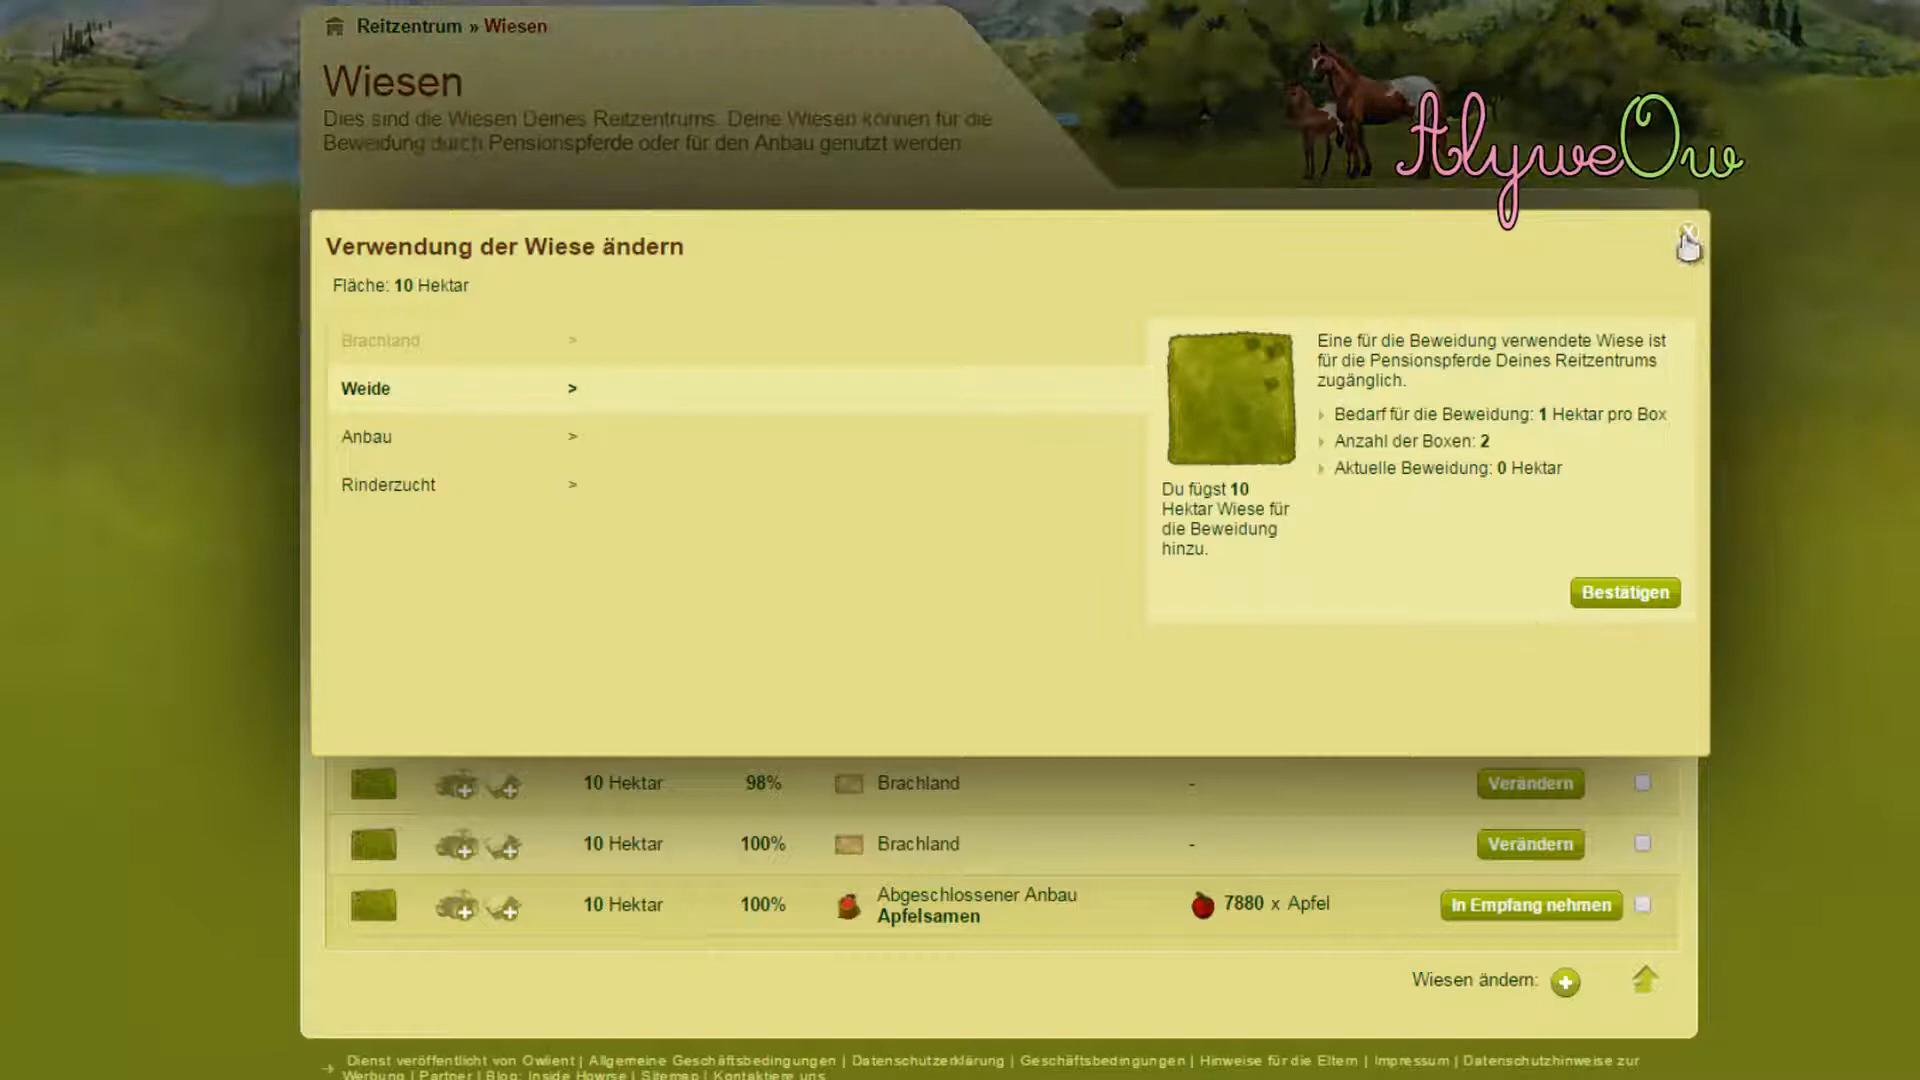 Reitzentrum » Wiesen
Wiesen
Dies sind die Wiesen Deines Reitzentrums. Deine Wiesen können für die
Beweidung durch Pensionspferde oder für den Anbau genutzt werden
AlyweOw
Verwendung der Wiese ändern
X
Fläche: 10 Hektar
Brachland >
Weide >
Anbau >
Rinderzucht >
Eine für die Beweidung verwendete Wiese ist
für die Pensionspferde Deines Reitzentrums
zugänglich.
Bedarf für die Beweidung: 1 Hektar pro Box
Anzahl der Boxen: 2
Aktuelle Beweidung: 0 Hektar
Du fügst 10
Hektar Wiese für
die Beweidung
hinzu.
Bestätigen
10 Hektar 98% Brachland - Verändern
10 Hektar 100% Brachland - Verändern
10 Hektar 100% Abgeschlossener Anbau
Apfelsamen 7880 x Apfel In Empfang nehmen
Wiesen ändern:
Dienst veröffentlicht von Owlient | Allgemeine Geschäftsbedingungen | Datenschutzerklärung | Geschäftsbedingungen | Hinweise für die Eltern | Impressum | Datenschutzhinweise zur
Werbung | Partner | Blog: Inside Howrse | Sitemap | Kontaktiere uns